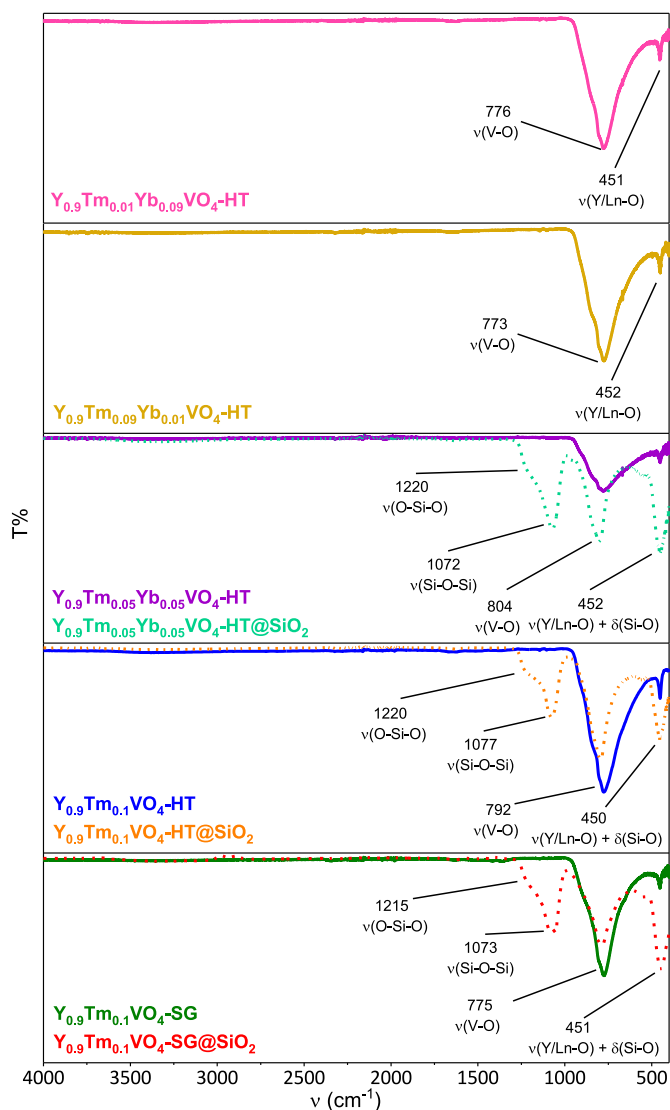 776
ν(V-O)
451
ν(Y/Ln-O)
Y0.9Tm0.01Yb0.09VO4-HT
773
ν(V-O)
452
ν(Y/Ln-O)
Y0.9Tm0.09Yb0.01VO4-HT
1220
ν(O-Si-O)
1072
ν(Si-O-Si)
804
ν(V-O)
452
ν(Y/Ln-O) + δ(Si-O)
Y0.9Tm0.05Yb0.05VO4-HT
Y0.9Tm0.05Yb0.05VO4-HT@SiO2
T%
1220
ν(O-Si-O)
1077
ν(Si-O-Si)
792
ν(V-O)
450
ν(Y/Ln-O) + δ(Si-O)
Y0.9Tm0.1VO4-HT
Y0.9Tm0.1VO4-HT@SiO2
1215
ν(O-Si-O)
1073
ν(Si-O-Si)
775
ν(V-O)
451
ν(Y/Ln-O) + δ(Si-O)
Y0.9Tm0.1VO4-SG
Y0.9Tm0.1VO4-SG@SiO2
4000 3500 3000 2500 2000 1500 1000 500
ν (cm-1)